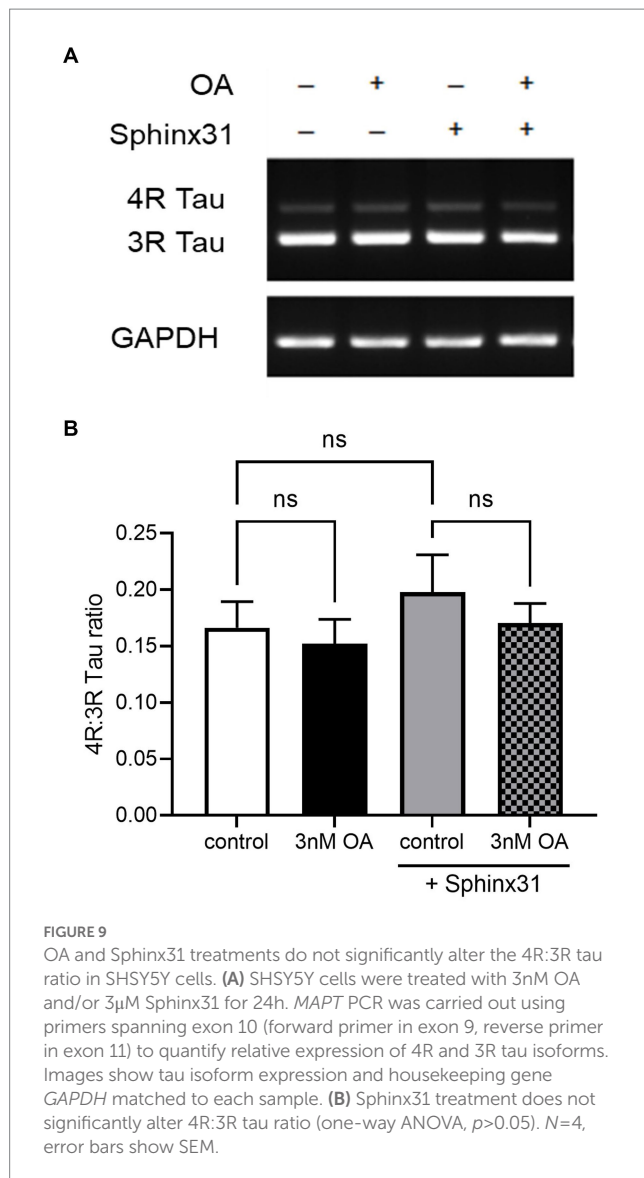 A
OA – + – +
Sphinx31 – – + +
4R Tau
3R Tau
GAPDH
B
ns
ns ns
4R:3R Tau ratio
0.25
0.20
0.15
0.10
0.05
0.00
control 3nM OA control 3nM OA
+ Sphinx31
FIGURE 9
OA and Sphinx31 treatments do not significantly alter the 4R:3R tau
ratio in SHSY5Y cells. (A) SHSY5Y cells were treated with 3nM OA
and/or 3μM Sphinx31 for 24h. MAPT PCR was carried out using
primers spanning exon 10 (forward primer in exon 9, reverse primer
in exon 11) to quantify relative expression of 4R and 3R tau isoforms.
Images show tau isoform expression and housekeeping gene
GAPDH matched to each sample. (B) Sphinx31 treatment does not
significantly alter 4R:3R tau ratio (one-way ANOVA, p>0.05). N=4,
error bars show SEM.